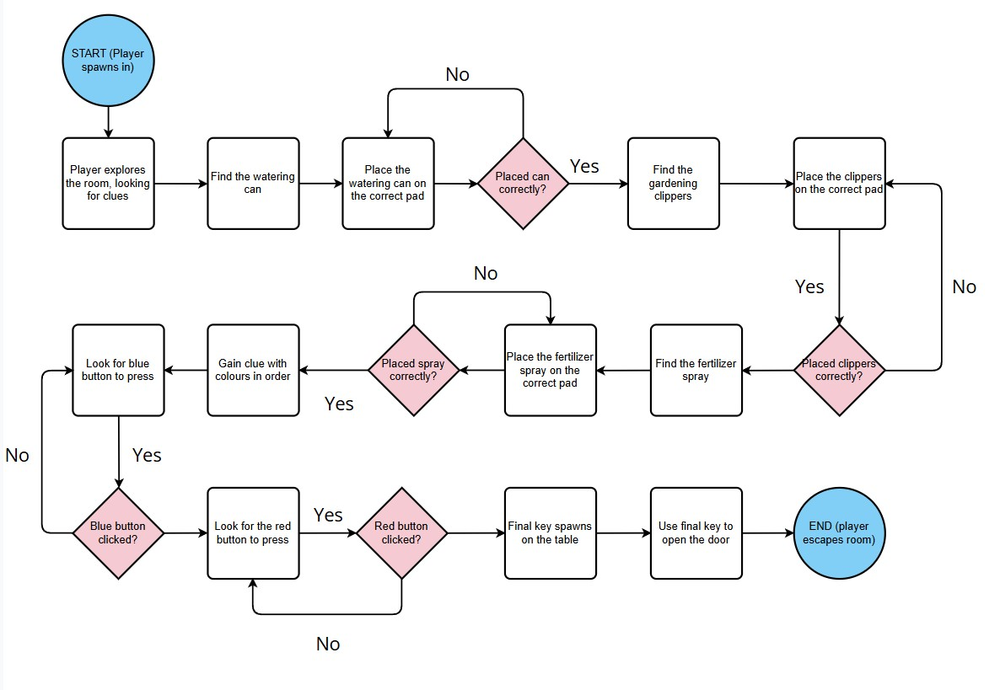 START (Player
spawns in)
No
Player explores
the room, looking
for clues
Find the watering
can
Place the
watering can on
the correct pad
Placed can
correctly?
Yes
Find the
gardening
clippers
Place the clippers
on the correct pad
No
Yes
No
Look for blue
button to press
Gain clue with
colours in order
Yes
Placed spray
correctly?
Place the fertilizer
spray on the
correct pad
Find the fertilizer
spray
Placed clippers
correctly?
No
Yes
Blue button
clicked?
Look for the red
button to press
Yes
Red button
clicked?
Final key spawns
on the table
Use final key to
open the door
END (player
escapes room)
No